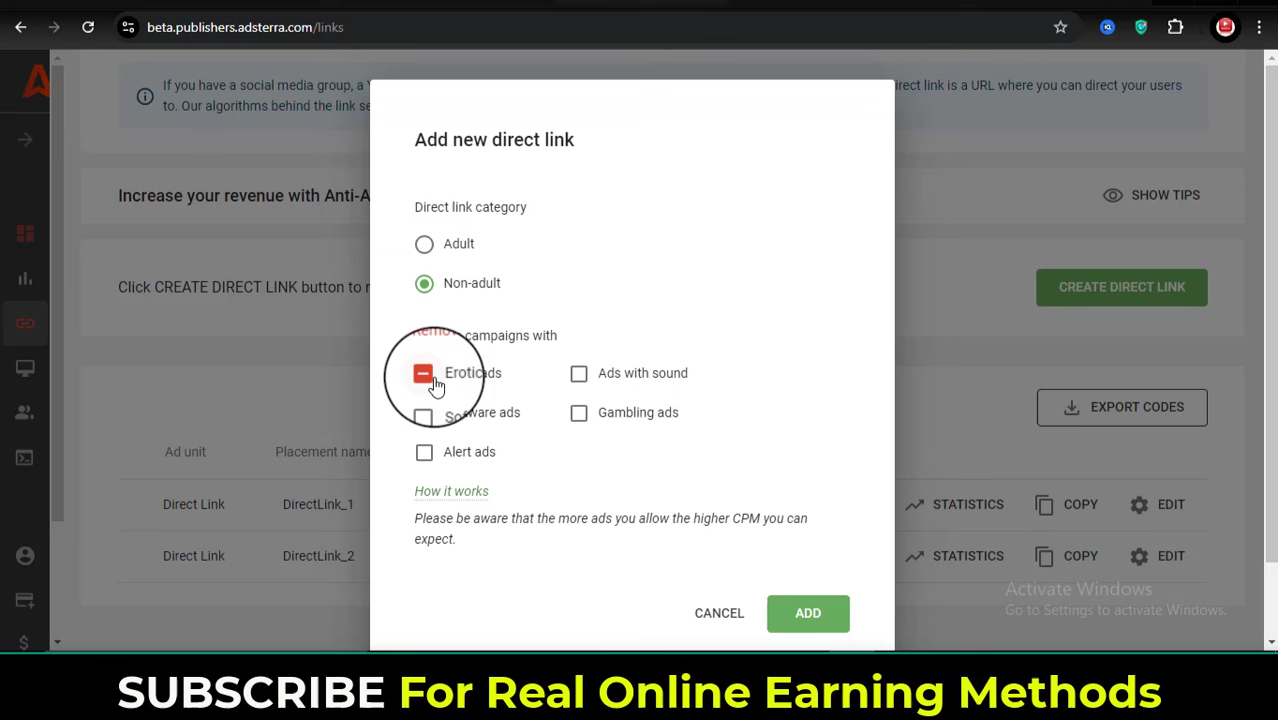 beta.publishers.adsterra.com/links
If you have a social media group, a
direct link is a URL where you can direct your users
to. Our algorithms behind the link
Add new direct link
Increase your revenue with Anti-A
SHOW TIPS
Direct link category
Adult
Click CREATE DIRECT LINK button to
Non-adult
CREATE DIRECT LINK
campaigns with
Erotic ads
Ads with sound
Software ads
Gambling ads
EXPORT CODES
Alert ads
Ad unit
Placement name
How it works
Direct Link
DirectLink_1
STATISTICS
COPY
EDIT
Please be aware that the more ads you allow the higher CPM you can
expect.
Direct Link
DirectLink_2
STATISTICS
COPY
EDIT
Activate Windows
Go to Settings to activate Windows.
CANCEL
ADD
SUBSCRIBE For Real Online Earning Methods